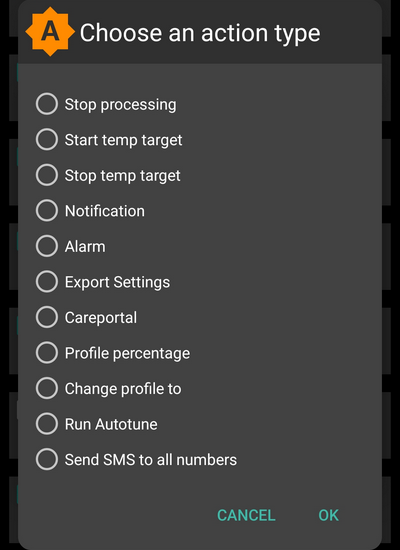 A Choose an action type
Stop processing
Start temp target
Stop temp target
Notification
Alarm
Export Settings
Careportal
Profile percentage
Change profile to
Run Autotune
Send SMS to all numbers
CANCEL OK